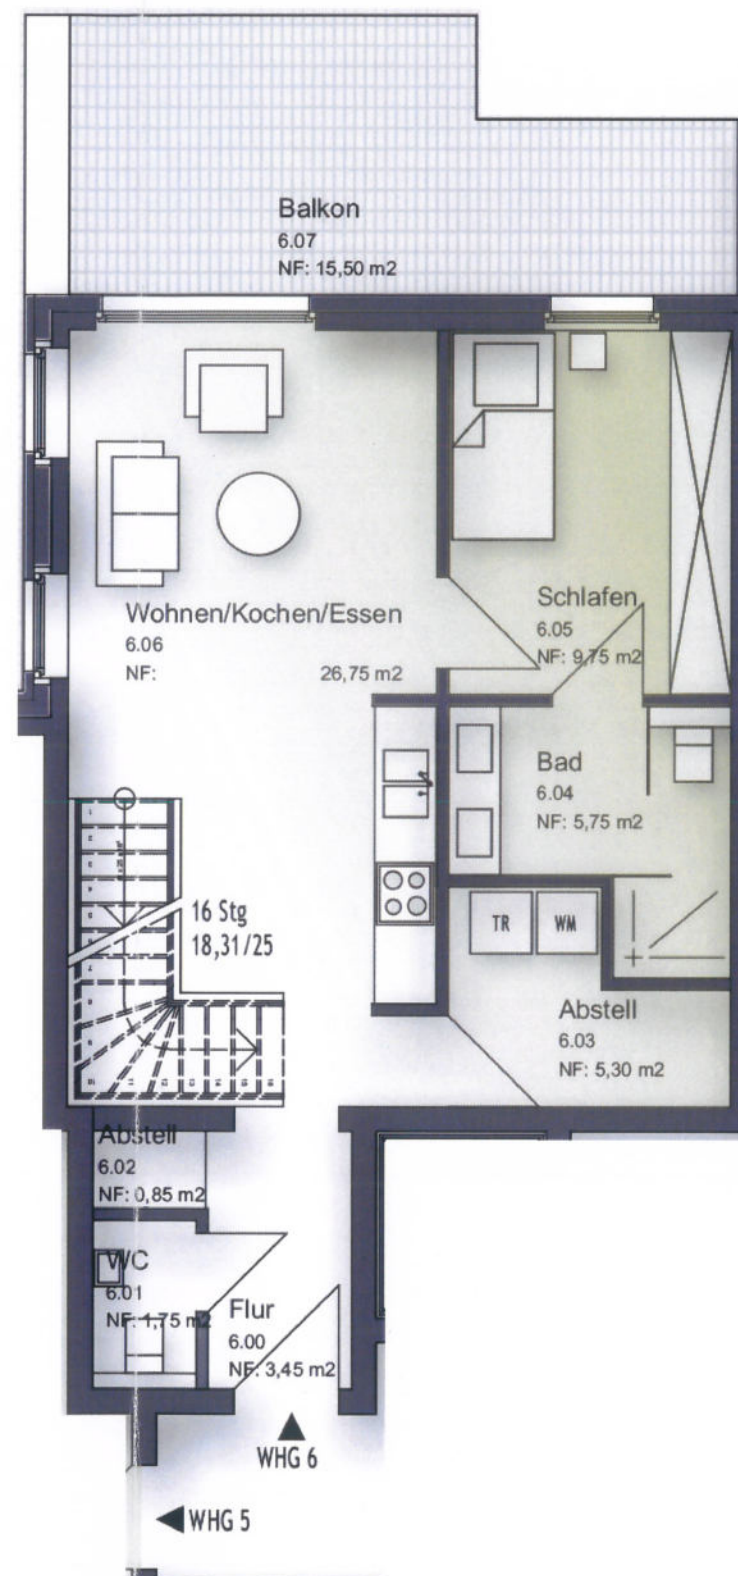 Balkon
6.07
NF: 15,50 m2
Wohnen/Kochen/Essen
6.06
NF: 26,75 m2
Schlafen
6.05
NF: 9,75 m2
Bad
6.04
NF: 5,75 m2
16 Stg
18,31/25
TR WM
Abstell
6.03
NF: 5,30 m2
Abstell
6.02
NF: 0,85 m2
WC
6.01
NF: 1,75 m2
Flur
6.00
NF: 3,45 m2
WHG 6
WHG 5